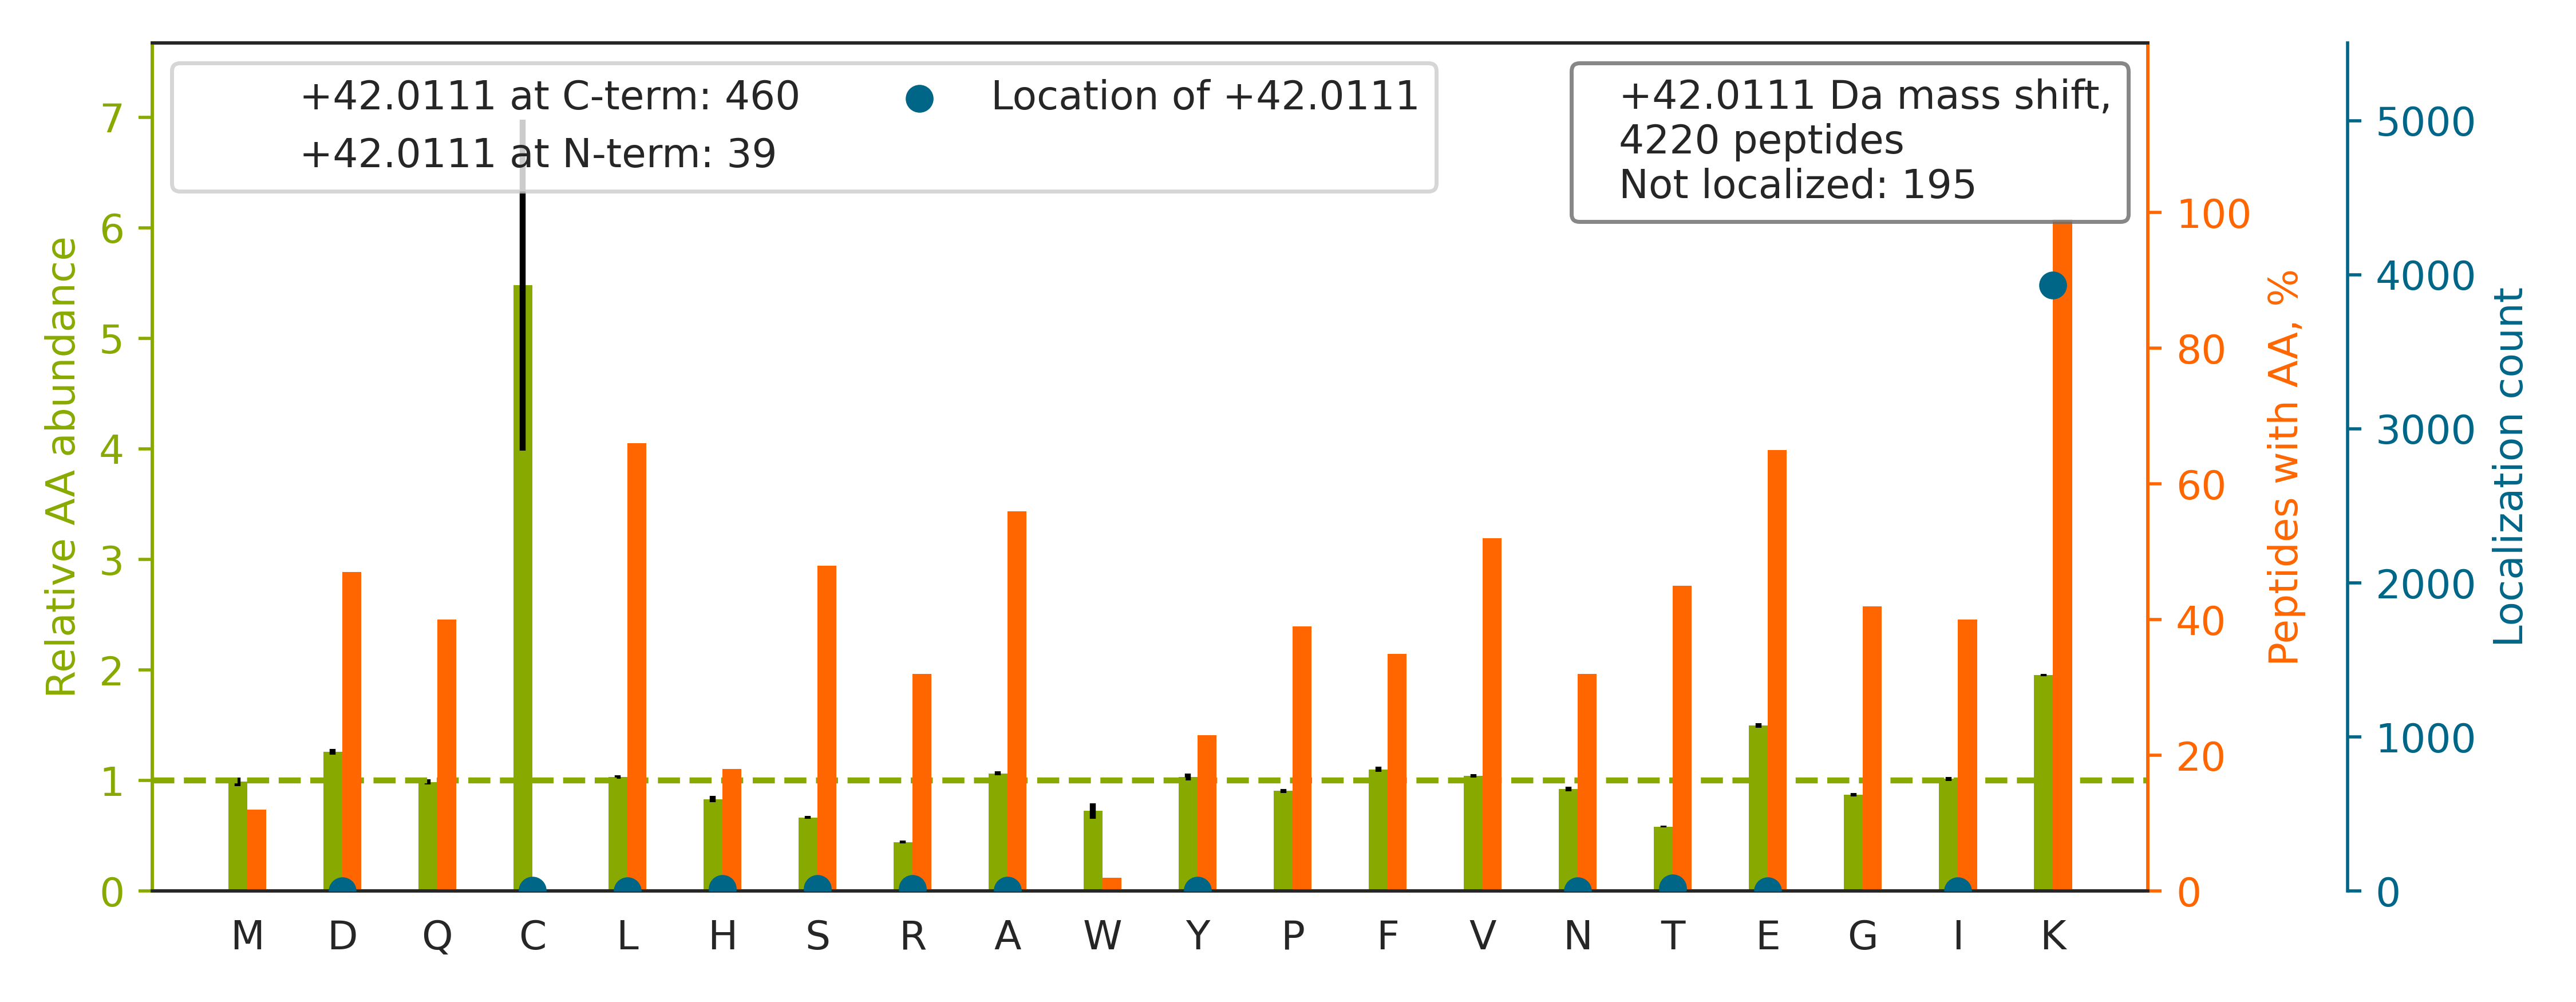 +42.0111 at C-term: 460
+42.0111 at N-term: 39
Location of +42.0111
+42.0111 Da mass shift,
4220 peptides
Not localized: 195
Relative AA abundance
7
6
5
4
3
2
1
0
M D Q C L H S R A W Y P F V N T E G I K
100
80
60
40
20
0
Peptides with AA, %
5000
4000
3000
2000
1000
0
Localization count